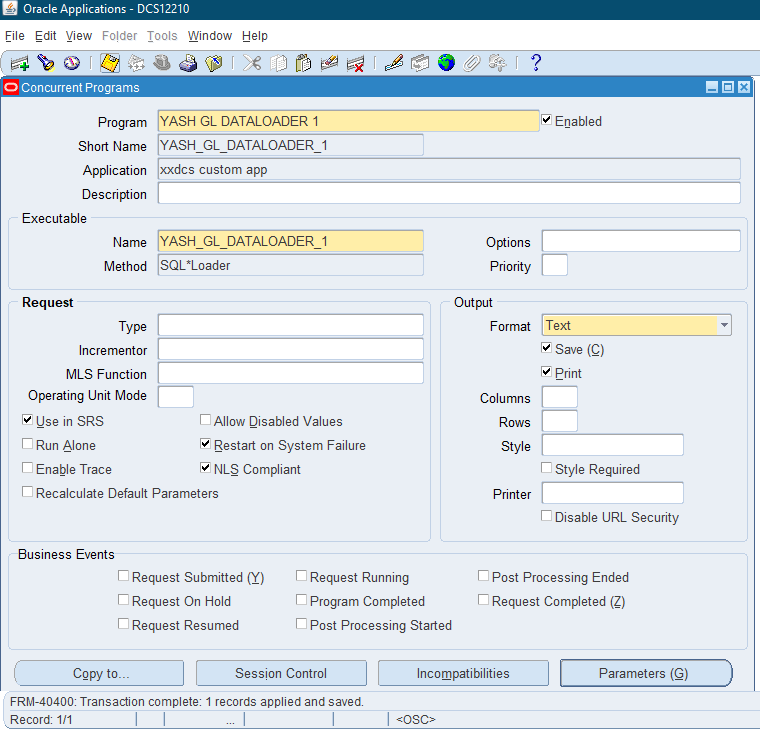 Oracle Applications - DCS12210
File Edit View Folder Tools Window Help
Concurrent Programs
Program YASH GL DATALOADER 1 Enabled
Short Name YASH_GL_DATALOADER_1
Application xxdcs custom app
Description
Executable
Name YASH_GL_DATALOADER_1 Options
Method SQL*Loader Priority
Request Output
Type Format Text
Incrementor Save (C)
MLS Function Print
Operating Unit Mode Columns
Use in SRS Allow Disabled Values Rows
Run Alone Restart on System Failure Style
Enable Trace NLS Compliant Style Required
Recalculate Default Parameters Printer
Disable URL Security
Business Events
Request Submitted (Y) Request Running Post Processing Ended
Request On Hold Program Completed Request Completed (Z)
Request Resumed Post Processing Started
Copy to... Session Control Incompatibilities Parameters (G)
FRM-40400: Transaction complete: 1 records applied and saved.
Record: 1/1 ... <OSC>